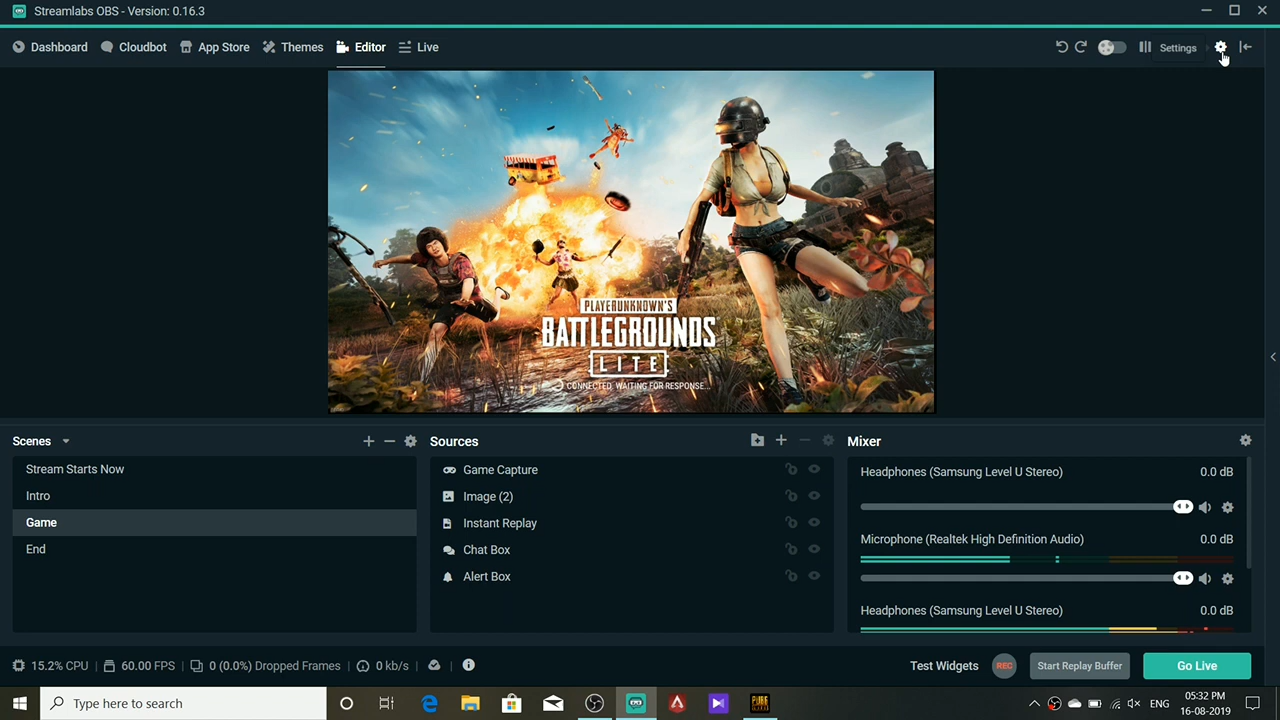 Streamlabs OBS - Version: 0.16.3
Dashboard Cloudbot App Store Themes Editor Live Settings
PLAYERUNKNOWN'S
BATTLEGROUNDS
LITE
CONNECTED. WAITING FOR RESPONSE...
Scenes
Stream Starts Now
Intro
Game
End
Sources
Game Capture
Image (2)
Instant Replay
Chat Box
Alert Box
Mixer
Headphones (Samsung Level U Stereo) 0.0 dB
Microphone (Realtek High Definition Audio) 0.0 dB
Headphones (Samsung Level U Stereo) 0.0 dB
15.2% CPU 60.00 FPS 0 (0.0%) Dropped Frames 0 kb/s Test Widgets REC Start Replay Buffer Go Live
Type here to search
ENG
05:32 PM
16-08-2019